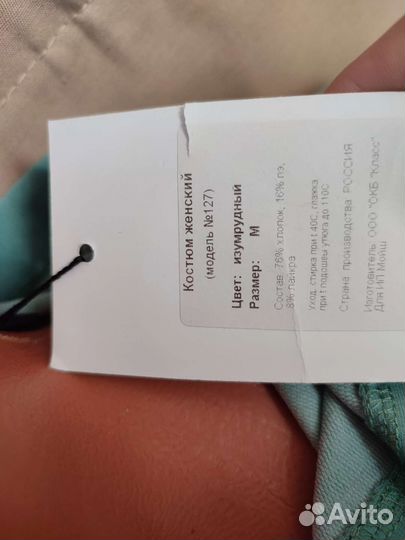 Костюм женский
(модель №127)
Цвет: изумрудный
Размер: М
Состав: 76% хлопок, 16% пэ,
8% лайкра
Уход: стирка при t 40С, глажка
при t подошвы утюга до 110С
Страна производства: РОССИЯ
Изготовитель ООО "ОКБ "Класс"
Для ИП Мойш
Avito